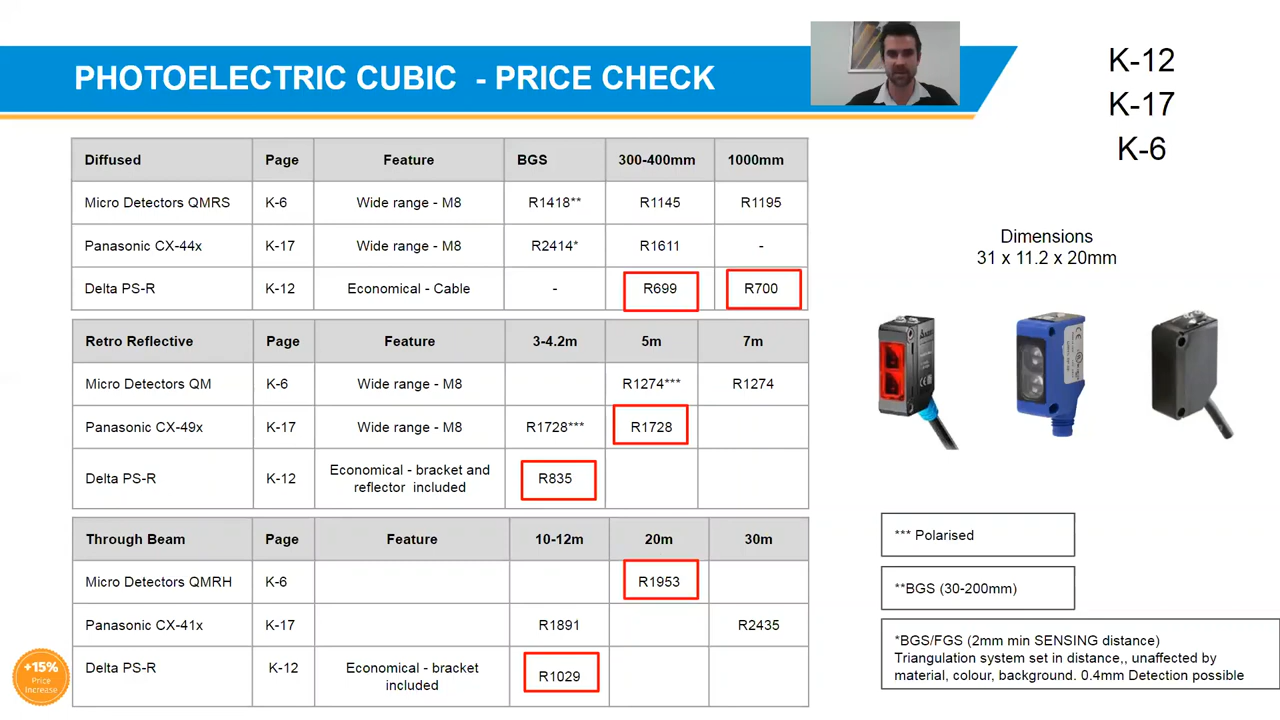 PHOTOELECTRIC CUBIC - PRICE CHECK
K-12
K-17
K-6
Diffused Page Feature BGS 300-400mm 1000mm
Micro Detectors QMRS K-6 Wide range - M8 R1418** R1145 R1195
Panasonic CX-44x K-17 Wide range - M8 R2414* R1611 -
Delta PS-R K-12 Economical - Cable - R699 R700
Retro Reflective Page Feature 3-4.2m 5m 7m
Micro Detectors QM K-6 Wide range - M8 R1274*** R1274
Panasonic CX-49x K-17 Wide range - M8 R1728*** R1728
Delta PS-R K-12 Economical - bracket and
reflector included R835
Through Beam Page Feature 10-12m 20m 30m
Micro Detectors QMRH K-6 R1953
Panasonic CX-41x K-17 R1891 R2435
Delta PS-R K-12 Economical - bracket
included R1029
+15%
Price
Increase
Dimensions
31 x 11.2 x 20mm
*** Polarised
**BGS (30-200mm)
*BGS/FGS (2mm min SENSING distance)
Triangulation system set in distance,, unaffected by
material, colour, background. 0.4mm Detection possible